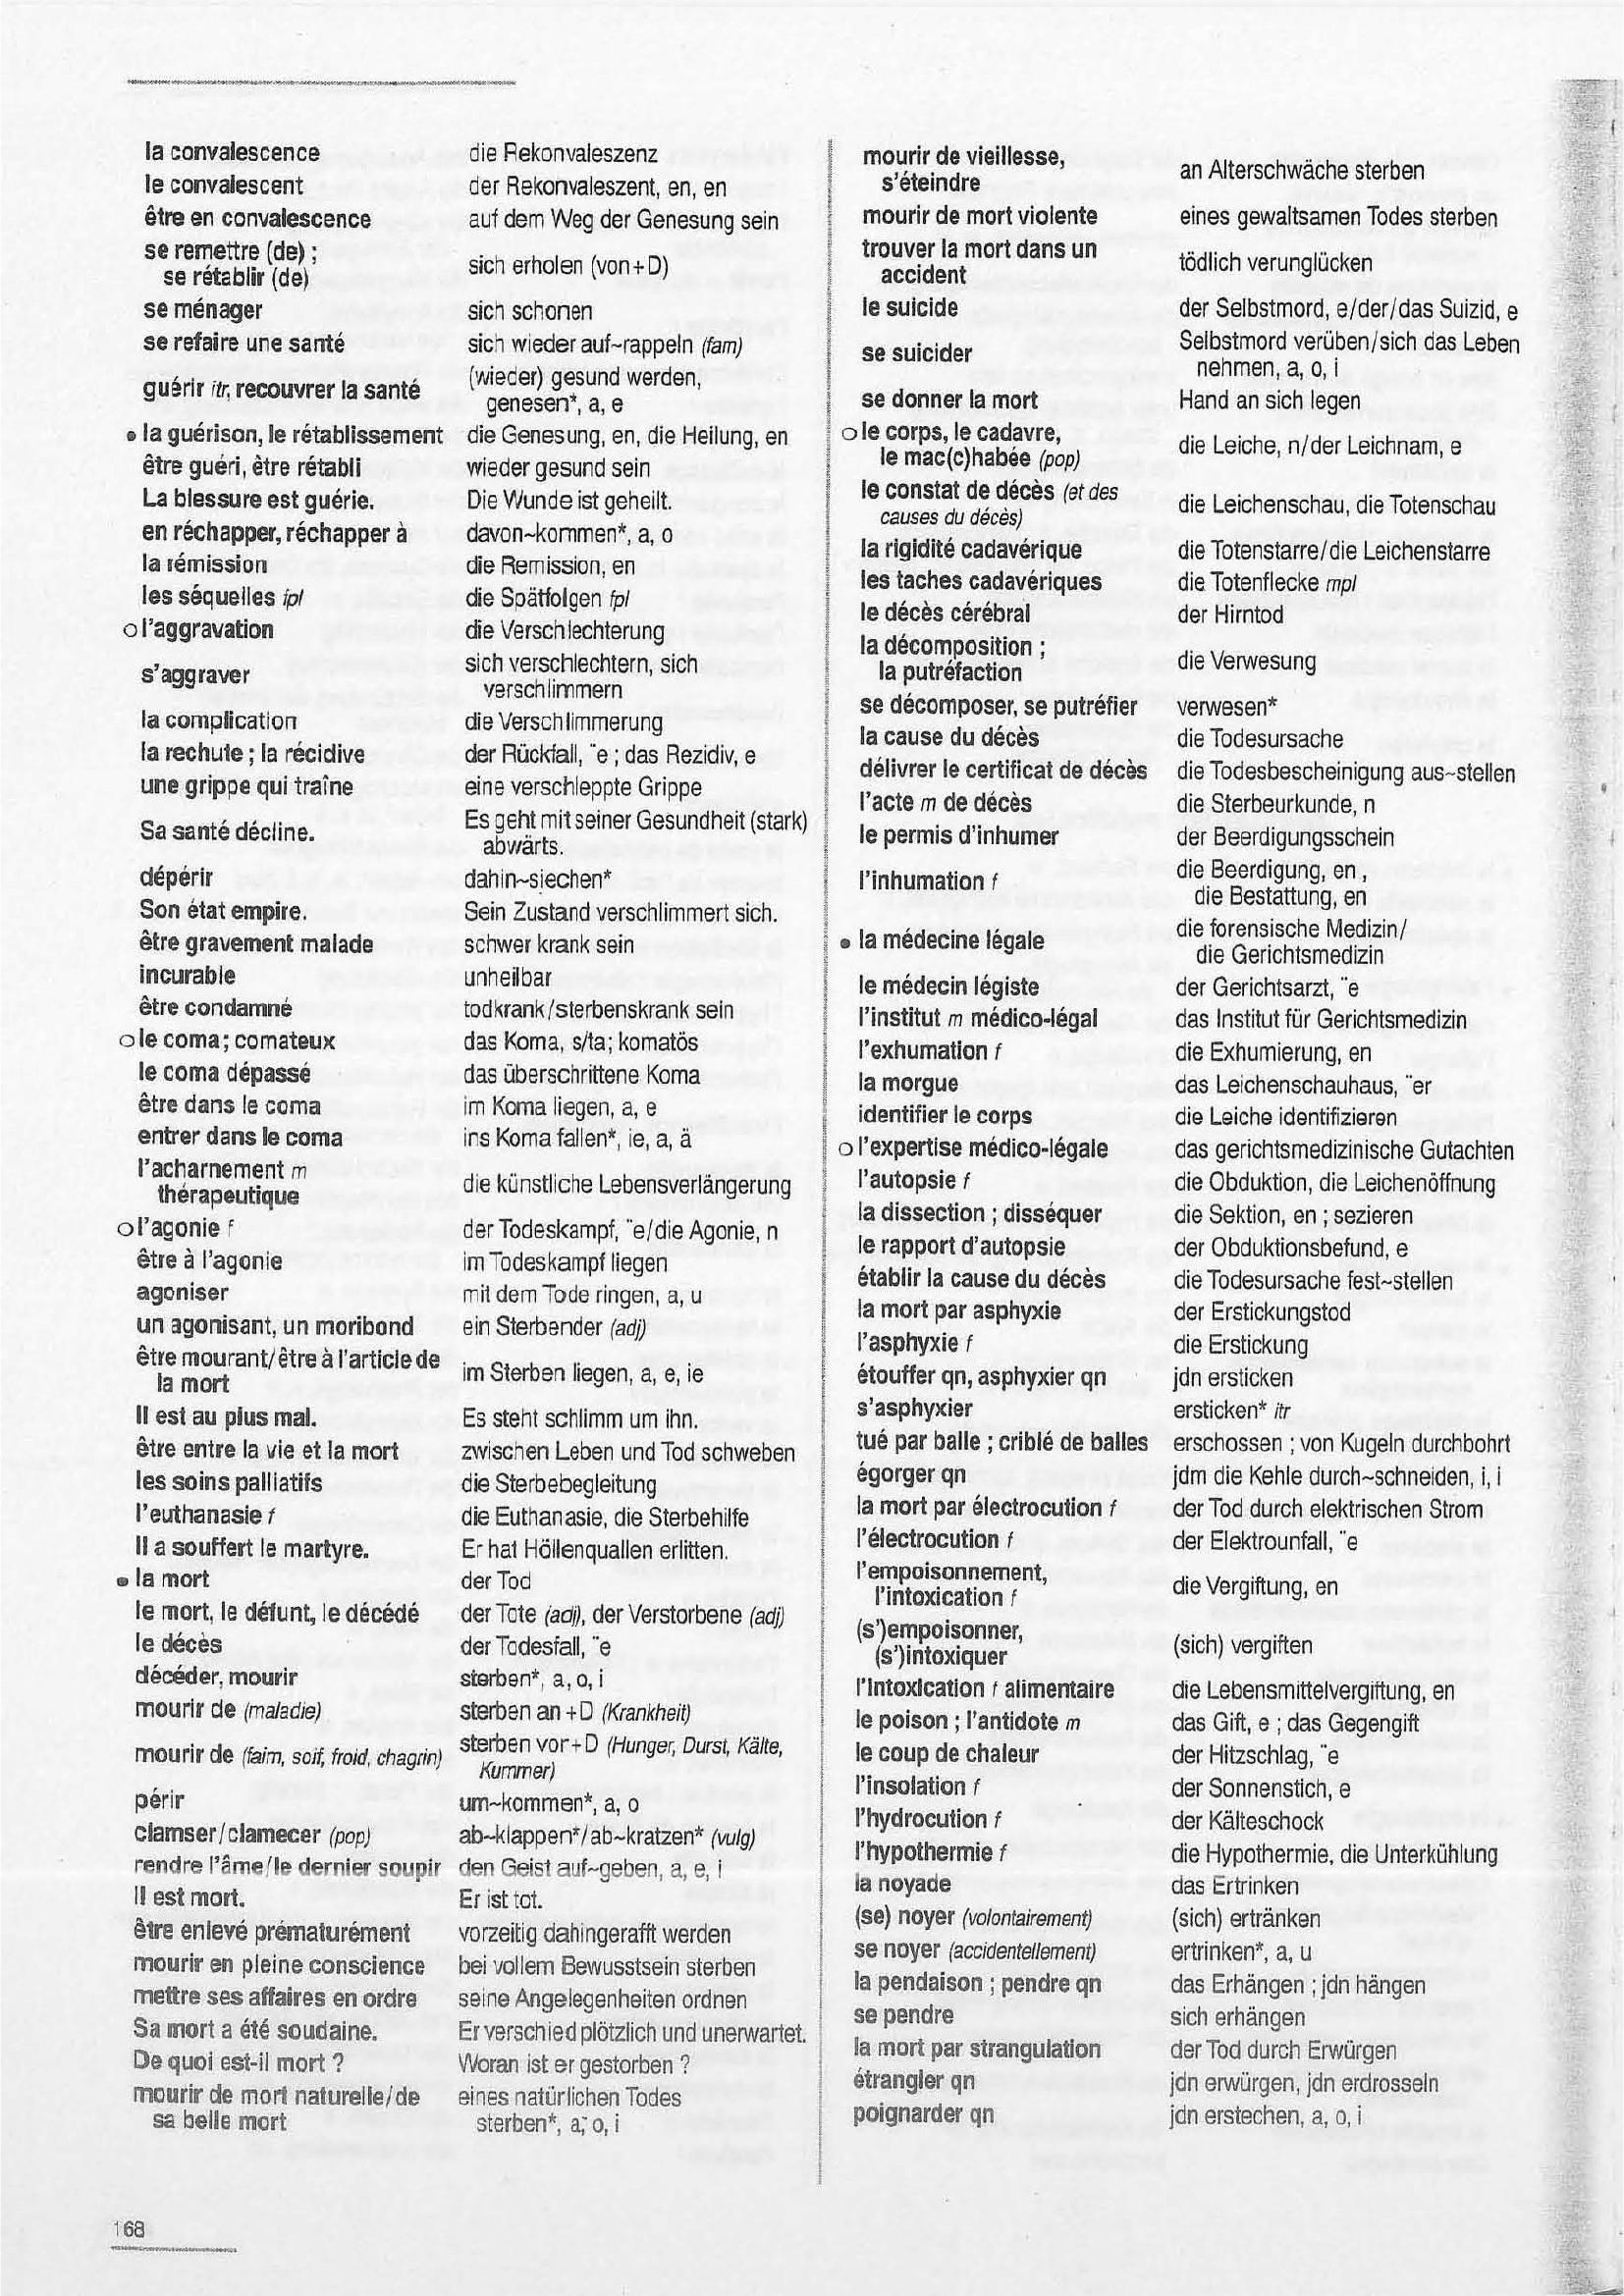 la convalescence die Rekonvaleszenz
le convalescent der Rekonvaleszent, en, en
être en convalescence auf dem Weg der Genesung sein
se remettre (de) ;
se rétablir (de) sich erholen (von+D)
se ménager sich schonen
se refaire une santé sich wieder auf~rappeln (fam)
guérir itr, recouvrer la santé (wieder) gesund werden,
genesen*, a, e
• la guérison, le rétablissement die Genesung, en, die Heilung, en
être guéri, être rétabli wieder gesund sein
La blessure est guérie. Die Wunde ist geheilt.
en réchapper, réchapper à davon~kommen*, a, o
la rémission die Remission, en
les séquelles fpl die Spätfolgen fpl
o l'aggravation die Verschlechterung
s'aggraver sich verschlechtern, sich
verschlimmern
la complication die Verschlimmerung
la rechute ; la récidive der Rückfall, ¨e ; das Rezidiv, e
une grippe qui traîne eine verschleppte Grippe
Sa santé décline. Es geht mit seiner Gesundheit (stark)
abwärts.
dépérir dahin~siechen*
Son état empire. Sein Zustand verschlimmert sich.
être gravement malade schwer krank sein
incurable unheilbar
être condamné todkrank/sterbenskrank sein
o le coma ; comateux das Koma, s/ta; komatös
le coma dépassé das überschrittene Koma
être dans le coma im Koma liegen, a, e
entrer dans le coma ins Koma fallen*, ie, a, ä
l'acharnement m
thérapeutique die künstliche Lebensverlängerung
o l'agonie f der Todeskampf, ¨e/die Agonie, n
être à l'agonie im Todeskampf liegen
agoniser mit dem Tode ringen, a, u
un agonisant, un moribond ein Sterbender (adj)
être mourant/être à l'article de
la mort im Sterben liegen, a, e, ie
Il est au plus mal. Es steht schlimm um ihn.
être entre la vie et la mort zwischen Leben und Tod schweben
les soins palliatifs die Sterbebegleitung
l'euthanasie f die Euthanasie, die Sterbehilfe
Il a souffert le martyre. Er hat Höllenquallen erlitten.
• la mort der Tod
le mort, le défunt, le décédé der Tote (adj), der Verstorbene (adj)
le décès der Todesfall, ¨e
décéder, mourir sterben*, a, o, i
mourir de (maladie) sterben an +D (Krankheit)
mourir de (faim, soif, froid, chagrin) sterben vor+D (Hunger, Durst, Kälte,
Kummer)
périr um~kommen*, a, o
clamser/clamecer (pop) ab~klappen*/ab~kratzen* (vulg)
rendre l'âme/le dernier soupir den Geist auf~geben, a, e, i
Il est mort. Er ist tot.
être enlevé prématurément vorzeitig dahingerafft werden
mourir en pleine conscience bei vollem Bewusstsein sterben
mettre ses affaires en ordre seine Angelegenheiten ordnen
Sa mort a été soudaine. Er verschied plötzlich und unerwartet.
De quoi est-il mort ? Woran ist er gestorben ?
mourir de mort naturelle/de eines natürlichen Todes
sa belle mort sterben*, a, o, i
mourir de vieillesse,
s'éteindre an Alterschwäche sterben
mourir de mort violente eines gewaltsamen Todes sterben
trouver la mort dans un
accident tödlich verunglücken
le suicide der Selbstmord, e/der/das Suizid, e
se suicider Selbstmord verüben/sich das Leben
nehmen, a, o, i
se donner la mort Hand an sich legen
o le corps, le cadavre,
le mac(c)habée (pop) die Leiche, n/der Leichnam, e
le constat de décès (et des
causes du décès) die Leichenschau, die Totenschau
la rigidité cadavérique die Totenstarre/die Leichenstarre
les taches cadavériques die Totenflecke mpl
le décès cérébral der Hirntod
la décomposition ;
la putréfaction die Verwesung
se décomposer, se putréfier verwesen*
la cause du décès die Todesursache
délivrer le certificat de décès die Todesbescheinigung aus~stellen
l'acte m de décès die Sterbeurkunde, n
le permis d'inhumer der Beerdigungsschein
l'inhumation f die Beerdigung, en ,
die Bestattung, en
• la médecine légale die forensische Medizin/
die Gerichtsmedizin
le médecin légiste der Gerichtsarzt, ¨e
l'institut m médico-légal das Institut für Gerichtsmedizin
l'exhumation f die Exhumierung, en
la morgue das Leichenschauhaus, ¨er
identifier le corps die Leiche identifizieren
o l'expertise médico-légale das gerichtsmedizinische Gutachten
l'autopsie f die Obduktion, die Leichenöffnung
la dissection ; disséquer die Sektion, en ; sezieren
le rapport d'autopsie der Obduktionsbefund, e
établir la cause du décès die Todesursache fest~stellen
la mort par asphyxie der Erstickungstod
l'asphyxie f die Erstickung
étouffer qn, asphyxier qn jdn ersticken
s'asphyxier ersticken* itr
tué par balle ; criblé de balles erschossen ; von Kugeln durchbohrt
égorger qn jdm die Kehle durch~schneiden, i, i
la mort par électrocution f der Tod durch elektrischen Strom
l'électrocution f der Elektrounfall, ¨e
l'empoisonnement,
l'intoxication f die Vergiftung, en
(s')empoisonner,
(s')intoxiquer (sich) vergiften
l'intoxication f alimentaire die Lebensmittelvergiftung, en
le poison ; l'antidote m das Gift, e ; das Gegengift
le coup de chaleur der Hitzschlag, ¨e
l'insolation f der Sonnenstich, e
l'hydrocution f der Kälteschock
l'hypothermie f die Hypothermie, die Unterkühlung
la noyade das Ertrinken
(se) noyer (volontairement) (sich) ertränken
se noyer (accidentellement) ertrinken*, a, u
la pendaison ; pendre qn das Erhängen ; jdn hängen
se pendre sich erhängen
la mort par strangulation der Tod durch Erwürgen
étrangler qn jdn erwürgen, jdn erdrosseln
poignarder qn jdn erstechen, a, o, i
168